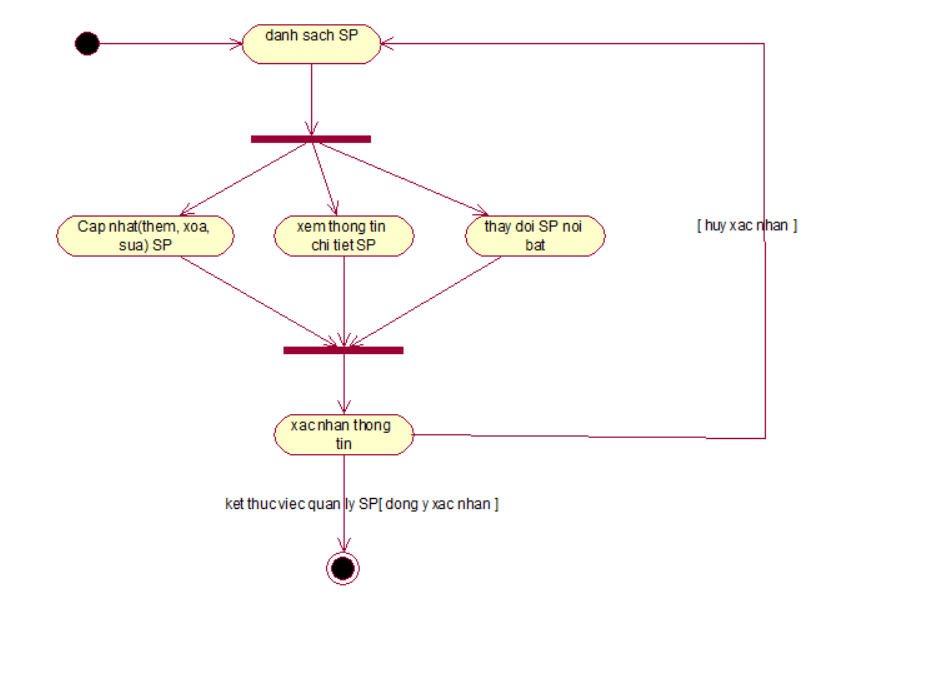 danh sach SP
Cap nhat(them, xoa,
sua) SP
xem thong tin
chi tiet SP
thay doi SP noi
bat
[ huy xac nhan ]
xac nhan thong
tin
ket thuc viec quan ly SP[ dong y xac nhan ]